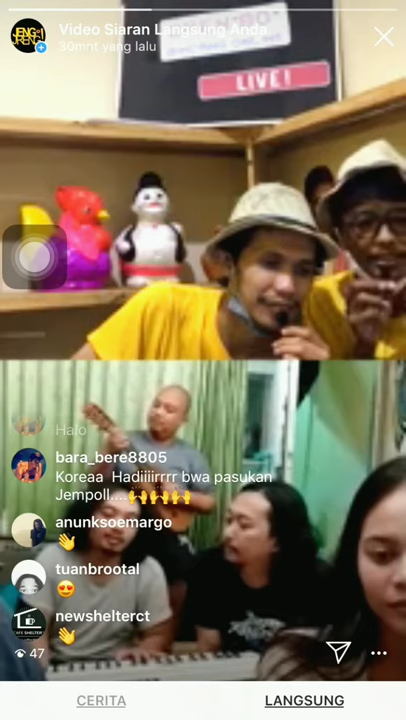 Video Siaran Langsung Anda
30mnt yang lalu
LIVE!
Halo
bara_bere8805
Koreaa Hadiiiirrrr bwa pasukan
Jempoll....🙌🙌🙌🙌
anunksoemargo
👋
tuanbrootal
😍
newshelterct
👋
47
CERITA
LANGSUNG